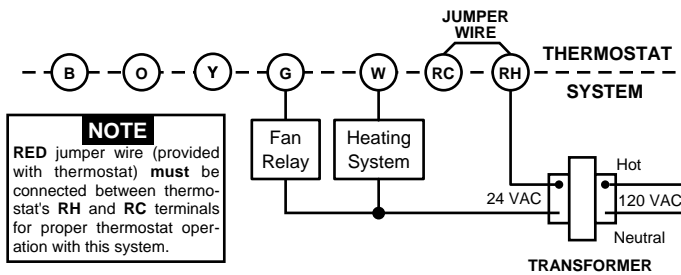 JUMPER
WIRE
THERMOSTAT
B O Y G W RC RH
SYSTEM
NOTE
RED jumper wire (provided
with thermostat) must be
connected between thermo-
stat's RH and RC terminals
for proper thermostat oper-
ation with this system.
Fan
Relay
Heating
System
Hot
24 VAC
120 VAC
Neutral
TRANSFORMER